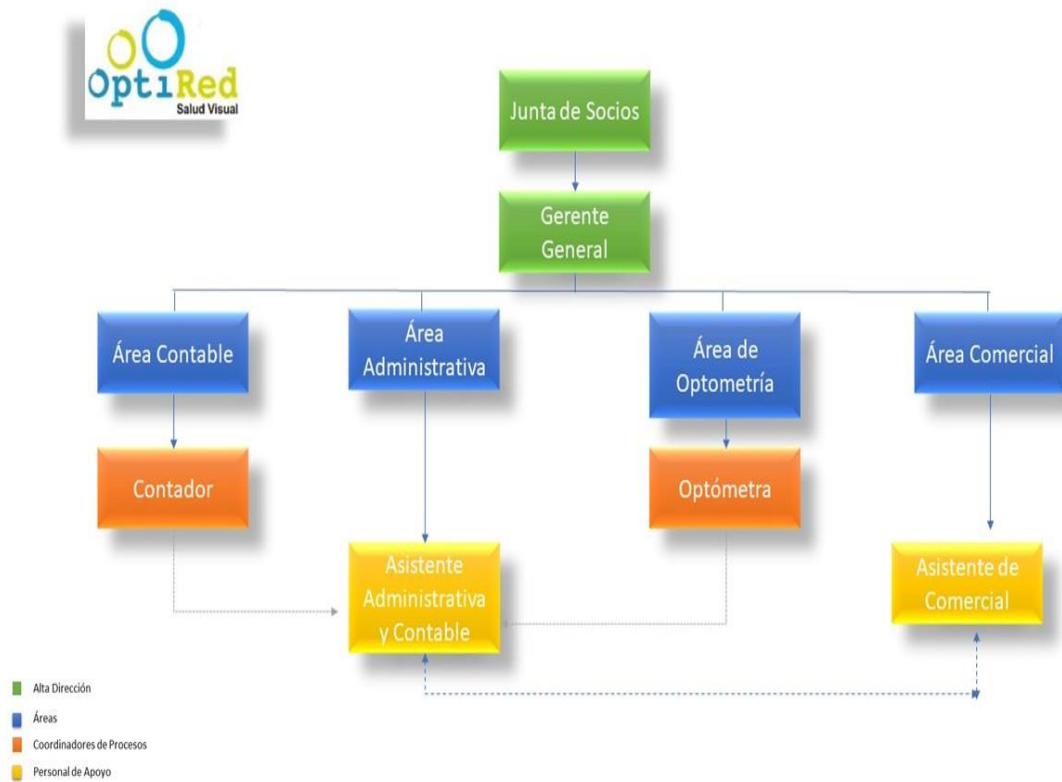 OptiRed
Salud Visual
Junta de Socios
Gerente
General
Área Contable
Área
Administrativa
Área de
Optometría
Área Comercial
Contador
Optómetra
Asistente
Administrativa
y Contable
Asistente de
Comercial
Alta Dirección
Áreas
Coordinadores de Procesos
Personal de Apoyo